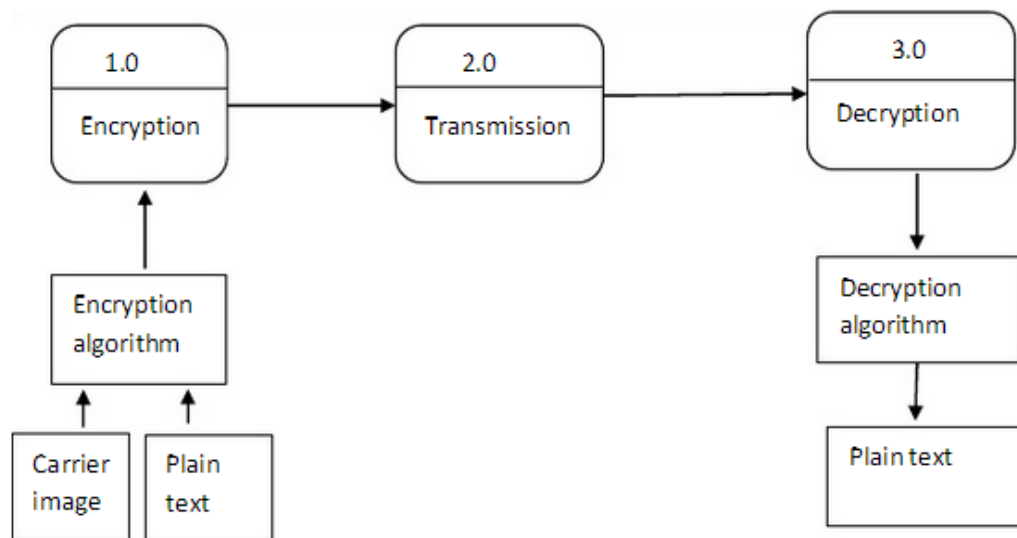 1.0
Encryption
2.0
Transmission
3.0
Decryption
Encryption
algorithm
Decryption
algorithm
Carrier
image
Plain
text
Plain text